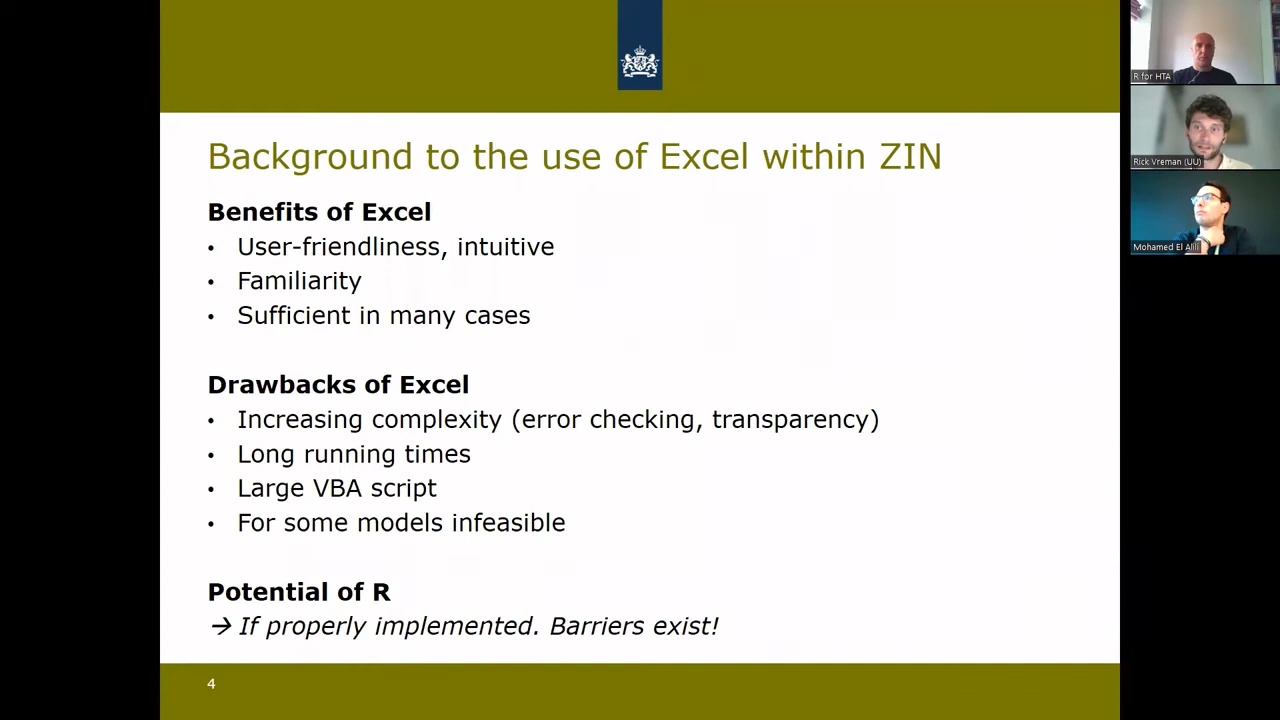 Background to the use of Excel within ZIN
Benefits of Excel
• User-friendliness, intuitive
• Familiarity
• Sufficient in many cases
Drawbacks of Excel
• Increasing complexity (error checking, transparency)
• Long running times
• Large VBA script
• For some models infeasible
Potential of R
→ If properly implemented. Barriers exist!
4
R for HTA
Rick Vreman (UU)
Mohamed El Alili